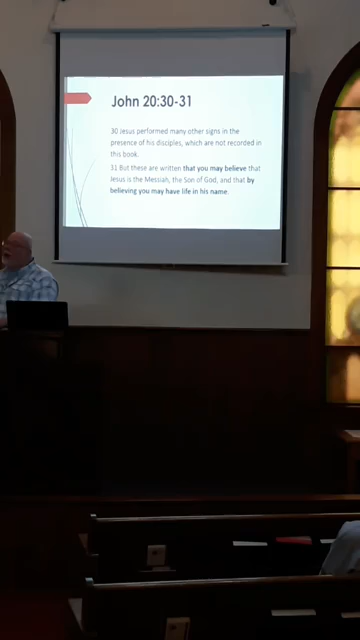 John 20:30-31
30 Jesus performed many other signs in the
presence of his disciples, which are not recorded in
this book.
31 But these are written that you may believe that
Jesus is the Messiah, the Son of God, and that by
believing you may have life in his name.